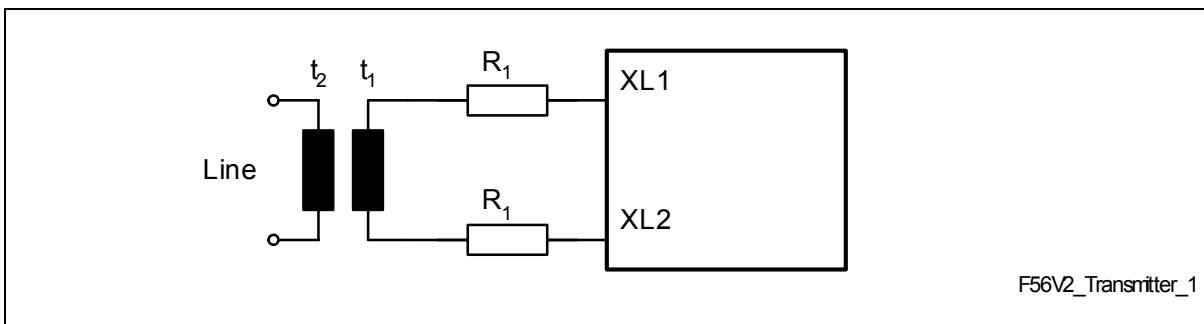 t2 t1
R1
XL1
Line
R1
XL2
F56V2_Transmitter_1